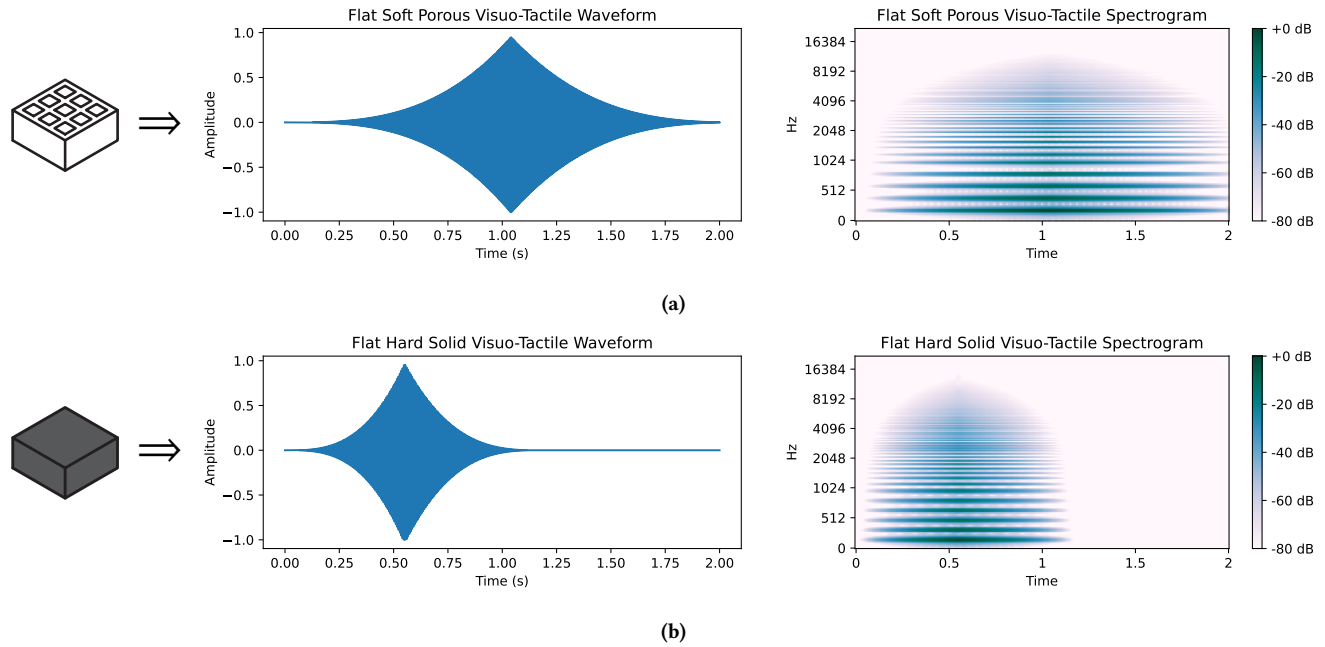 Flat Soft Porous Visuo-Tactile Waveform
1.0
0.5
0.0
−0.5
−1.0
Amplitude
0.00 0.25 0.50 0.75 1.00 1.25 1.50 1.75 2.00
Time (s)
Flat Soft Porous Visuo-Tactile Spectrogram
16384
8192
4096
2048
1024
512
0
Hz
0 0.5 1 1.5 2
Time
+0 dB
-20 dB
-40 dB
-60 dB
-80 dB
(a)
Flat Hard Solid Visuo-Tactile Waveform
1.0
0.5
0.0
−0.5
−1.0
Amplitude
0.00 0.25 0.50 0.75 1.00 1.25 1.50 1.75 2.00
Time (s)
Flat Hard Solid Visuo-Tactile Spectrogram
16384
8192
4096
2048
1024
512
0
Hz
0 0.5 1 1.5 2
Time
+0 dB
-20 dB
-40 dB
-60 dB
-80 dB
(b)